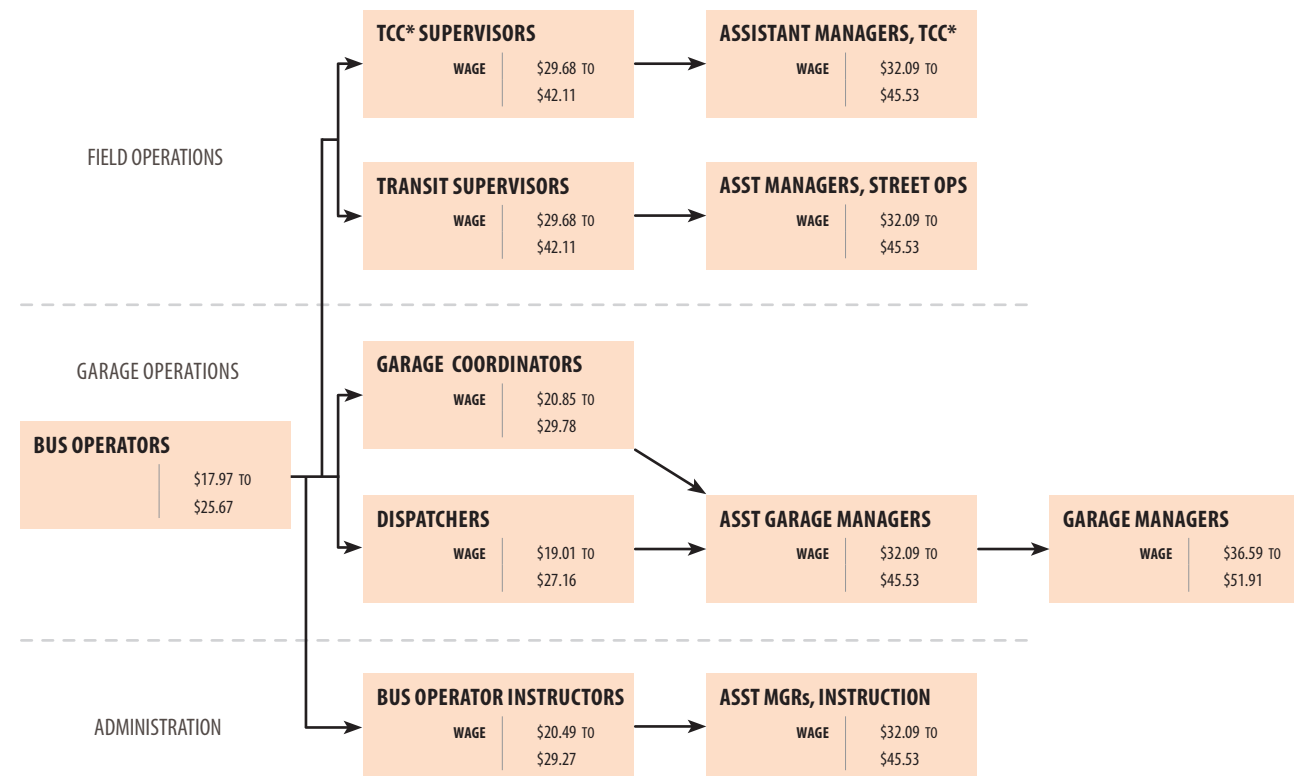 TCC* SUPERVISORS
WAGE $29.68 TO
$42.11
ASSISTANT MANAGERS, TCC*
WAGE $32.09 TO
$45.53
FIELD OPERATIONS
TRANSIT SUPERVISORS
WAGE $29.68 TO
$42.11
ASST MANAGERS, STREET OPS
WAGE $32.09 TO
$45.53
GARAGE OPERATIONS
GARAGE COORDINATORS
WAGE $20.85 TO
$29.78
BUS OPERATORS
$17.97 TO
$25.67
DISPATCHERS
WAGE $19.01 TO
$27.16
ASST GARAGE MANAGERS
WAGE $32.09 TO
$45.53
GARAGE MANAGERS
WAGE $36.59 TO
$51.91
ADMINISTRATION
BUS OPERATOR INSTRUCTORS
WAGE $20.49 TO
$29.27
ASST MGRs, INSTRUCTION
WAGE $32.09 TO
$45.53